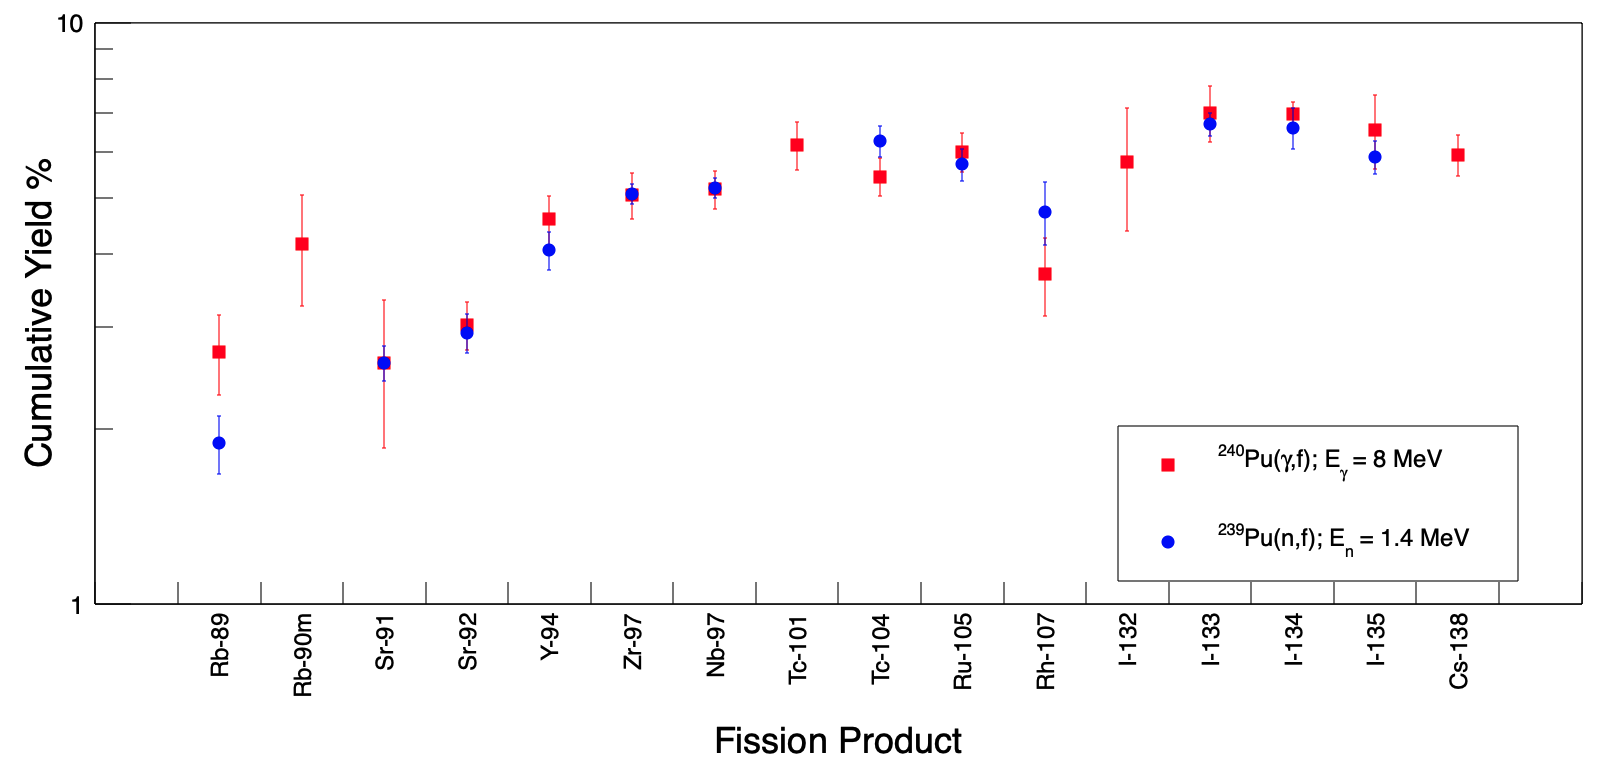 10
Cumulative Yield %
²⁴⁰Pu(γ,f); Eᵧ = 8 MeV
²³⁹Pu(n,f); Eₙ = 1.4 MeV
1
Rb-89
Rb-90m
Sr-91
Sr-92
Y-94
Zr-97
Nb-97
Tc-101
Tc-104
Ru-105
Rh-107
I-132
I-133
I-134
I-135
Cs-138
Fission Product